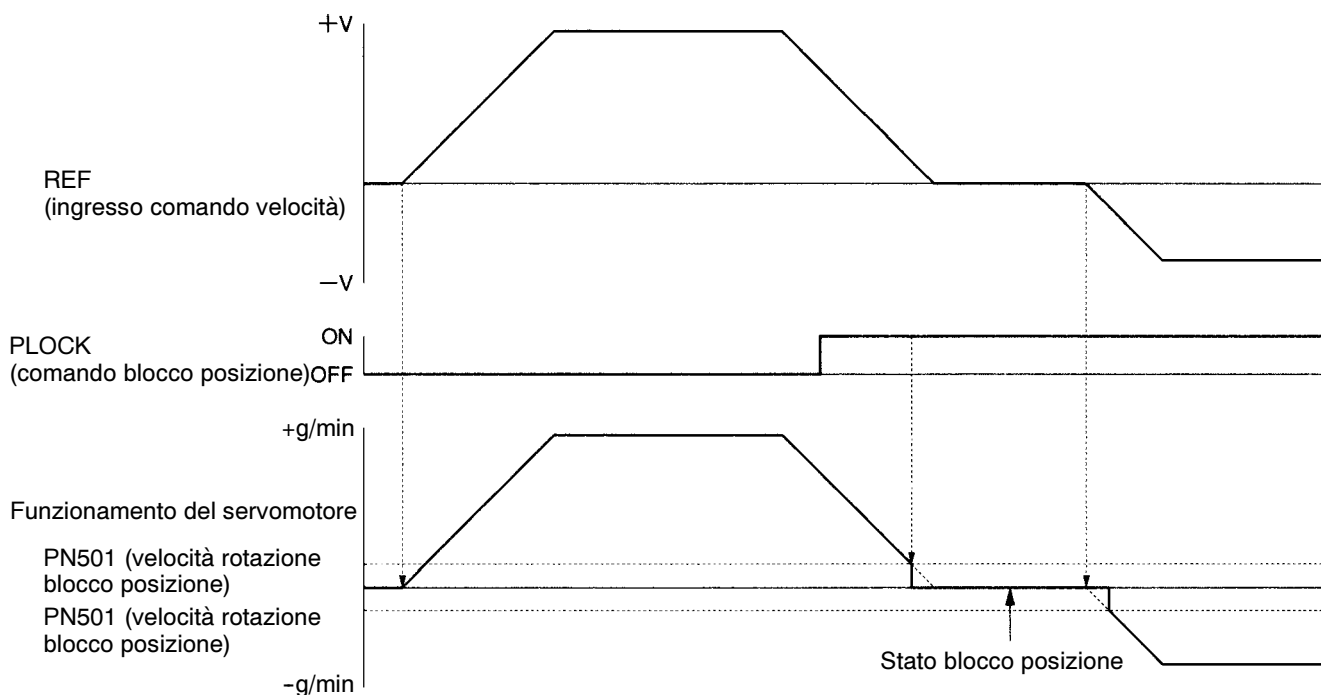 +V
REF
(ingresso comando velocità)
−V
ON
PLOCK
(comando blocco posizione)OFF
+g/min
Funzionamento del servomotore
PN501 (velocità rotazione
blocco posizione)
PN501 (velocità rotazione
blocco posizione)
Stato blocco posizione
−g/min